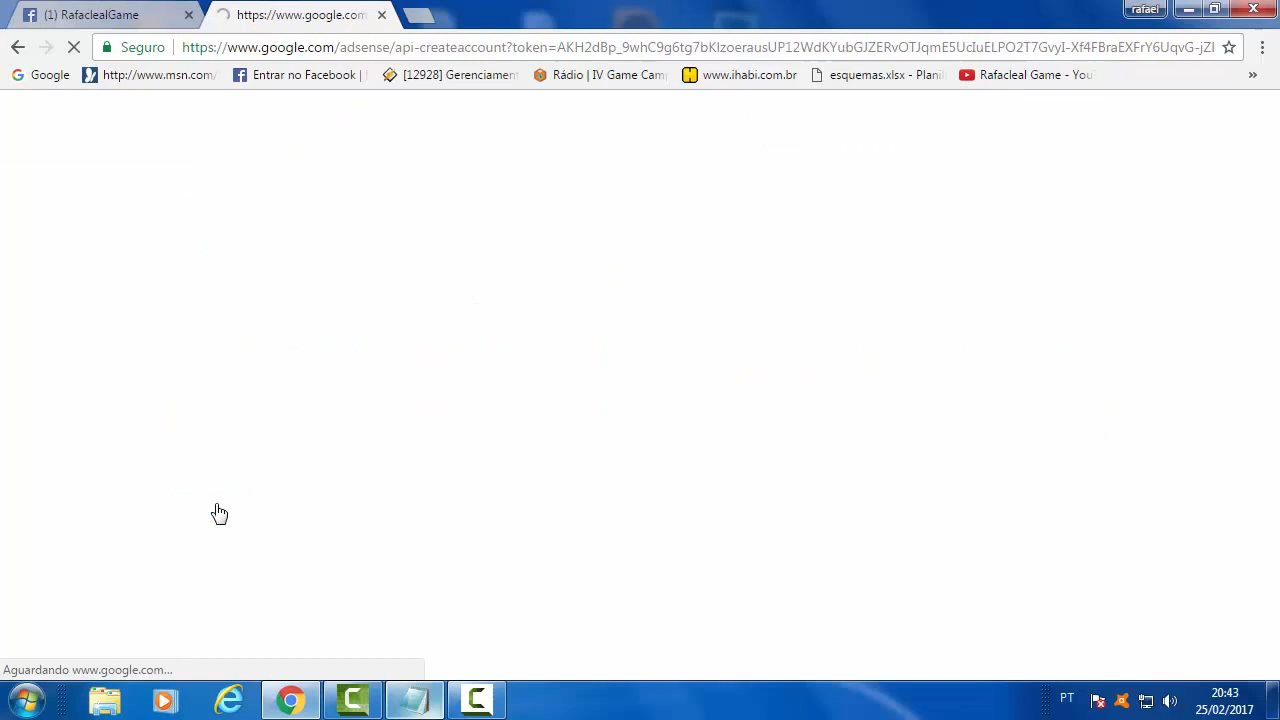 (1) RafaclealGame
https://www.google.com
rafael
Seguro
https://www.google.com/adsense/api-createaccount?token=AKH2dBp_9whC9g6tg7bKIzoerausUP12WdKYubGJZERvOTJqmE5UcIuELPO2T7GvyI-Xf4FBraEXFrY6UqvG-jZI
Google
http://www.msn.com/
Entrar no Facebook |
[12928] Gerenciamen
Rádio | IV Game Cam
www.ihabi.com.br
esquemas.xlsx - Plani
Rafacleal Game - You
»
Aguardando www.google.com...
PT
20:43
25/02/2017